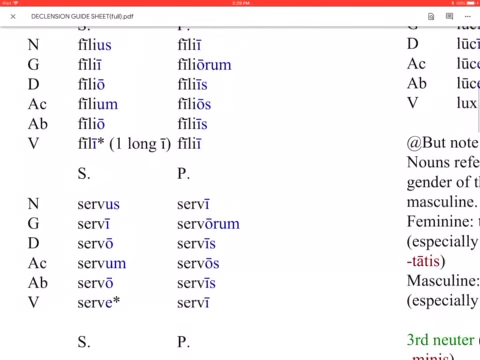 3:09 PM
DECLENSION GUIDE SHEET(full).pdf
S. P.
N fīlius fīliī
G fīliī fīliōrum
D fīliō fīliīs
Ac fīlium fīliōs
Ab fīliō fīliīs
V fīlī* (1 long ī) fīliī
S. P.
N servus servī
G servī servōrum
D servō servīs
Ac servum servōs
Ab servō servīs
V serve* servī
S. P.
G
D lūcī
Ac lūce
Ab lūce
V lux
@But note
Nouns refe
gender of th
masculine.
Feminine: t
(especially
-tātis)
Masculine:
(especially
3rd neuter (
-minis)